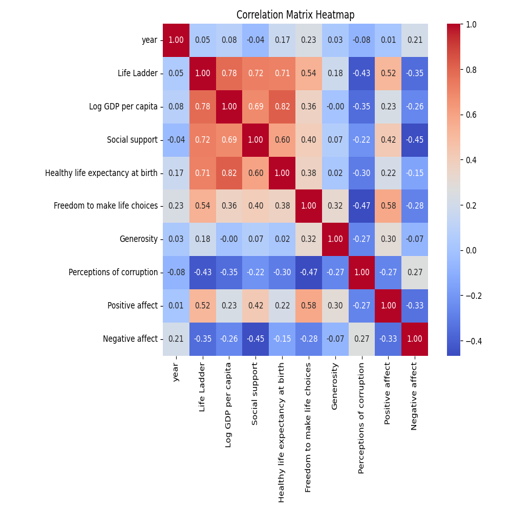 Correlation Matrix Heatmap
year 1.00 0.05 0.08 -0.04 0.17 0.23 0.03 -0.08 0.01 0.21
Life Ladder 0.05 1.00 0.78 0.72 0.71 0.54 0.18 -0.43 0.52 -0.35
Log GDP per capita 0.08 0.78 1.00 0.69 0.82 0.36 -0.00 -0.35 0.23 -0.26
Social support -0.04 0.72 0.69 1.00 0.60 0.40 0.07 -0.22 0.42 -0.45
Healthy life expectancy at birth 0.17 0.71 0.82 0.60 1.00 0.38 0.02 -0.30 0.22 -0.15
Freedom to make life choices 0.23 0.54 0.36 0.40 0.38 1.00 0.32 -0.47 0.58 -0.28
Generosity 0.03 0.18 -0.00 0.07 0.02 0.32 1.00 -0.27 0.30 -0.07
Perceptions of corruption -0.08 -0.43 -0.35 -0.22 -0.30 -0.47 -0.27 1.00 -0.27 0.27
Positive affect 0.01 0.52 0.23 0.42 0.22 0.58 0.30 -0.27 1.00 -0.33
Negative affect 0.21 -0.35 -0.26 -0.45 -0.15 -0.28 -0.07 0.27 -0.33 1.00
year
Life Ladder
Log GDP per capita
Social support
Healthy life expectancy at birth
Freedom to make life choices
Generosity
Perceptions of corruption
Positive affect
Negative affect
1.0
0.8
0.6
0.4
0.2
0.0
−0.2
−0.4